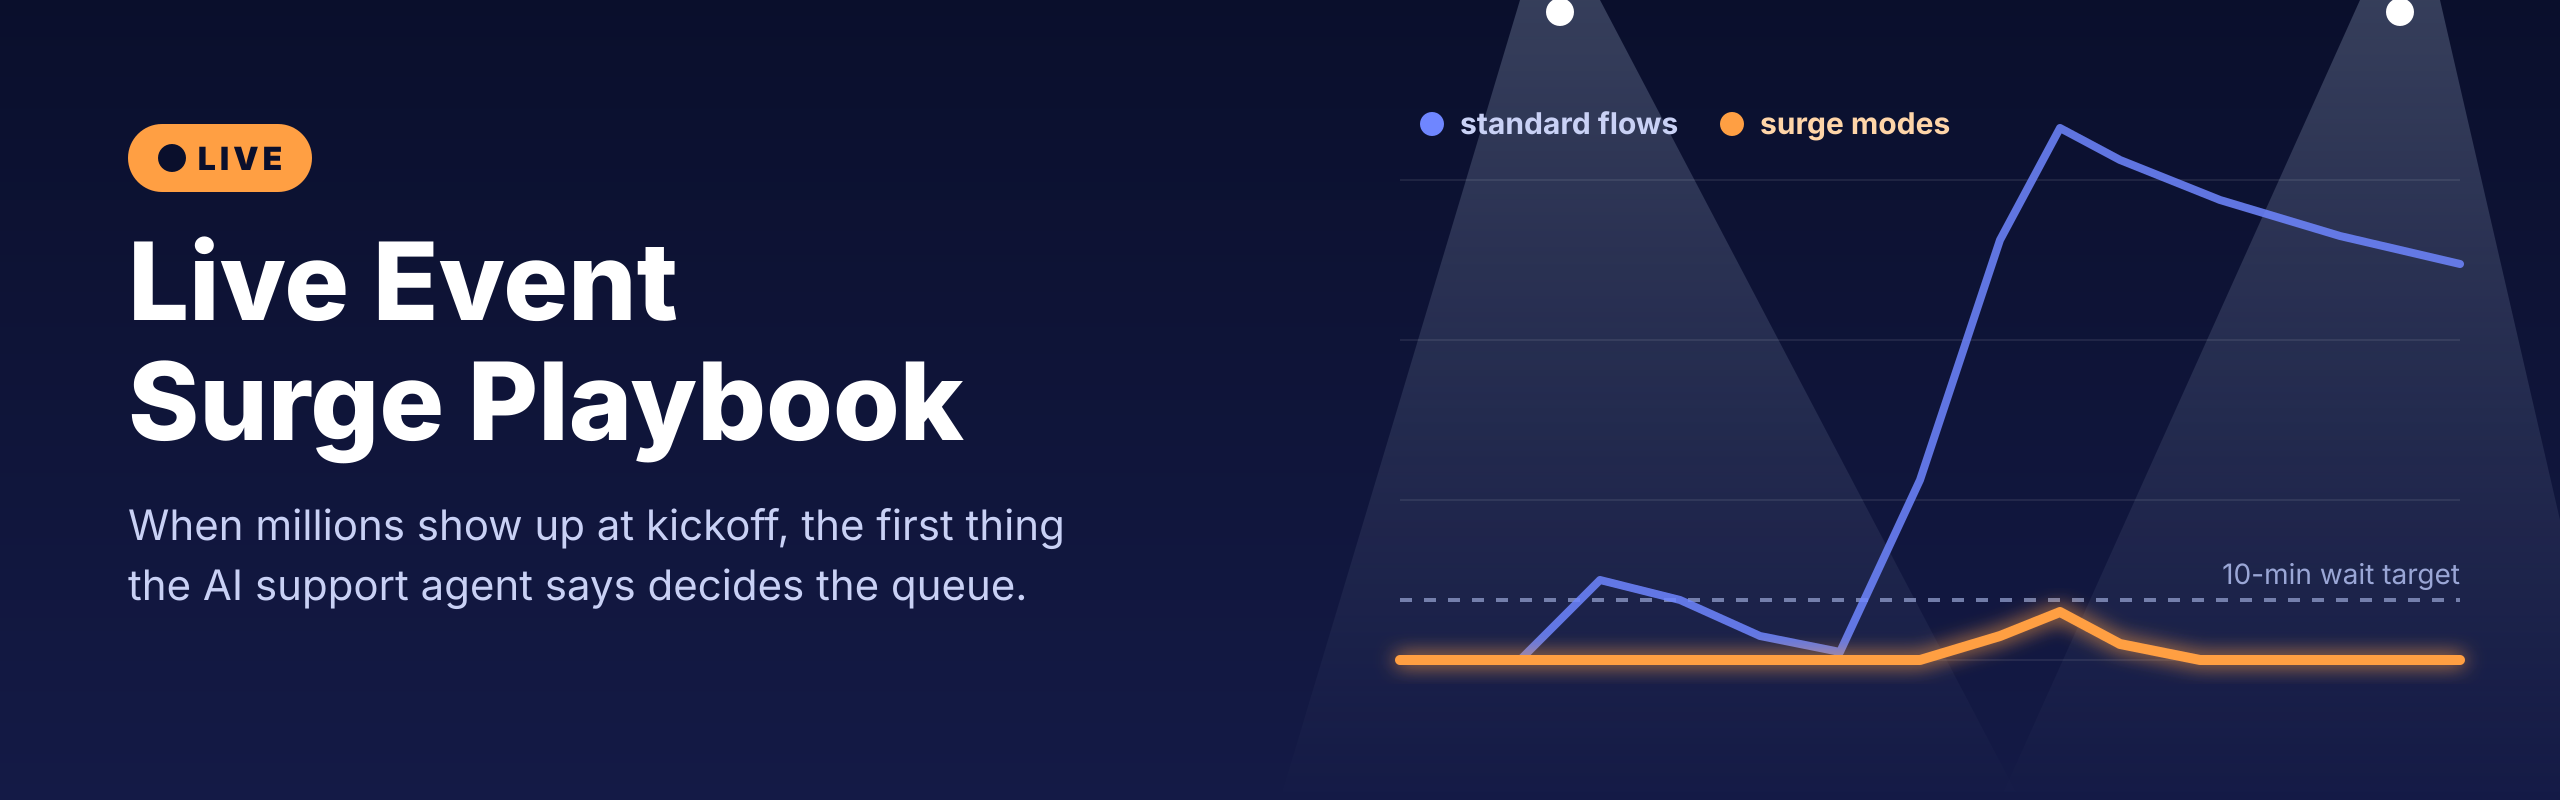 LIVE
Live Event
Surge Playbook
When millions show up at kickoff, the first thing
the AI support agent says decides the queue.
standard flows
surge modes
10-min wait target